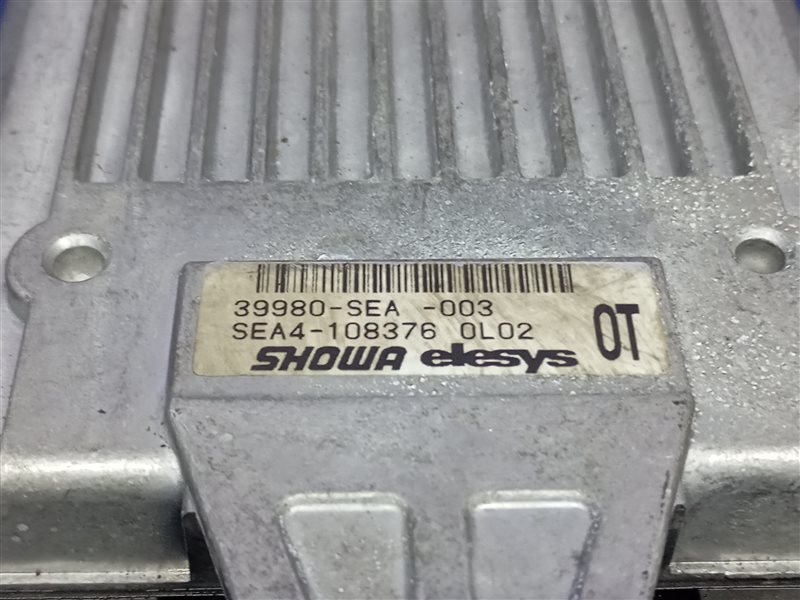 39980-SEA -003
SEA4-108376 0L02
OT
SHOWA elesys